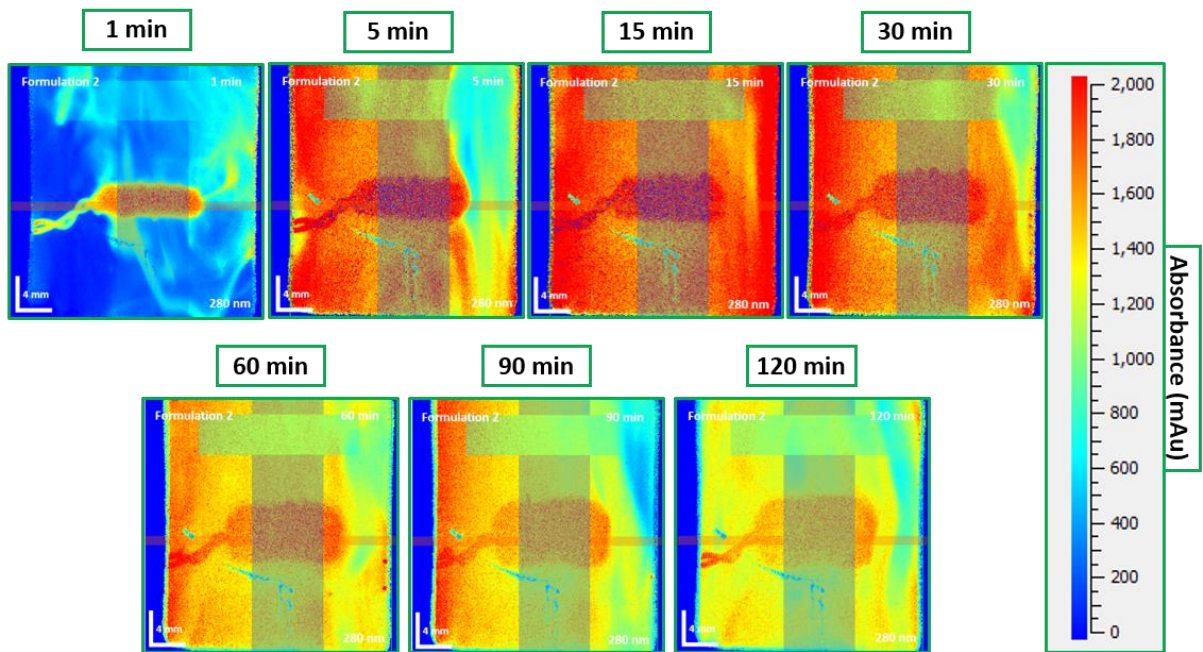 1 min
5 min
15 min
30 min
Formulation 2
1 min
4 mm
280 nm
Formulation 2
5 min
4 mm
280 nm
Formulation 2
15 min
4 mm
280 nm
Formulation 2
30 min
4 mm
280 nm
2,000
1,800
1,600
1,400
1,200
1,000
800
600
400
200
0
Absorbance (mAu)
60 min
90 min
120 min
Formulation 2
60 min
4 mm
280 nm
Formulation 2
90 min
4 mm
280 nm
Formulation 2
120 min
4 mm
280 nm